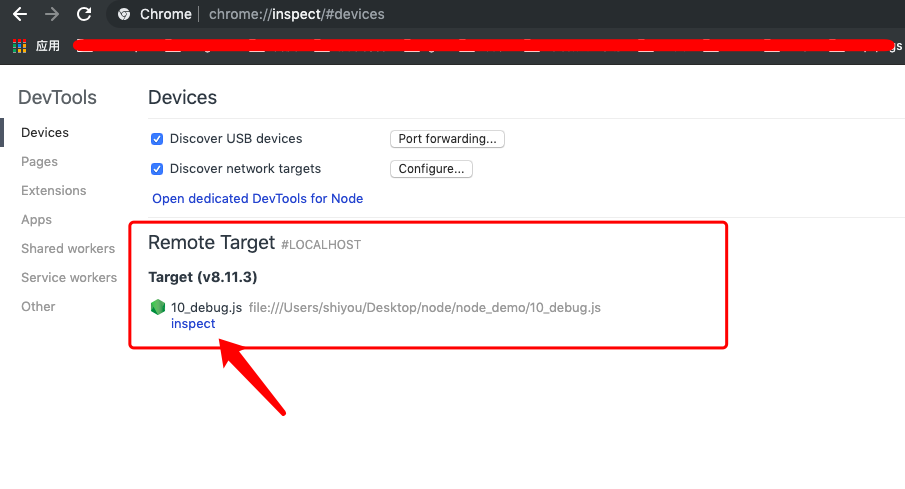 Chrome chrome://inspect/#devices
应用 gs
DevTools
Devices
Pages
Extensions
Apps
Shared workers
Service workers
Other
Devices
Discover USB devices Port forwarding...
Discover network targets Configure...
Open dedicated DevTools for Node
Remote Target #LOCALHOST
Target (v8.11.3)
10_debug.js file:///Users/shiyou/Desktop/node/node_demo/10_debug.js
inspect